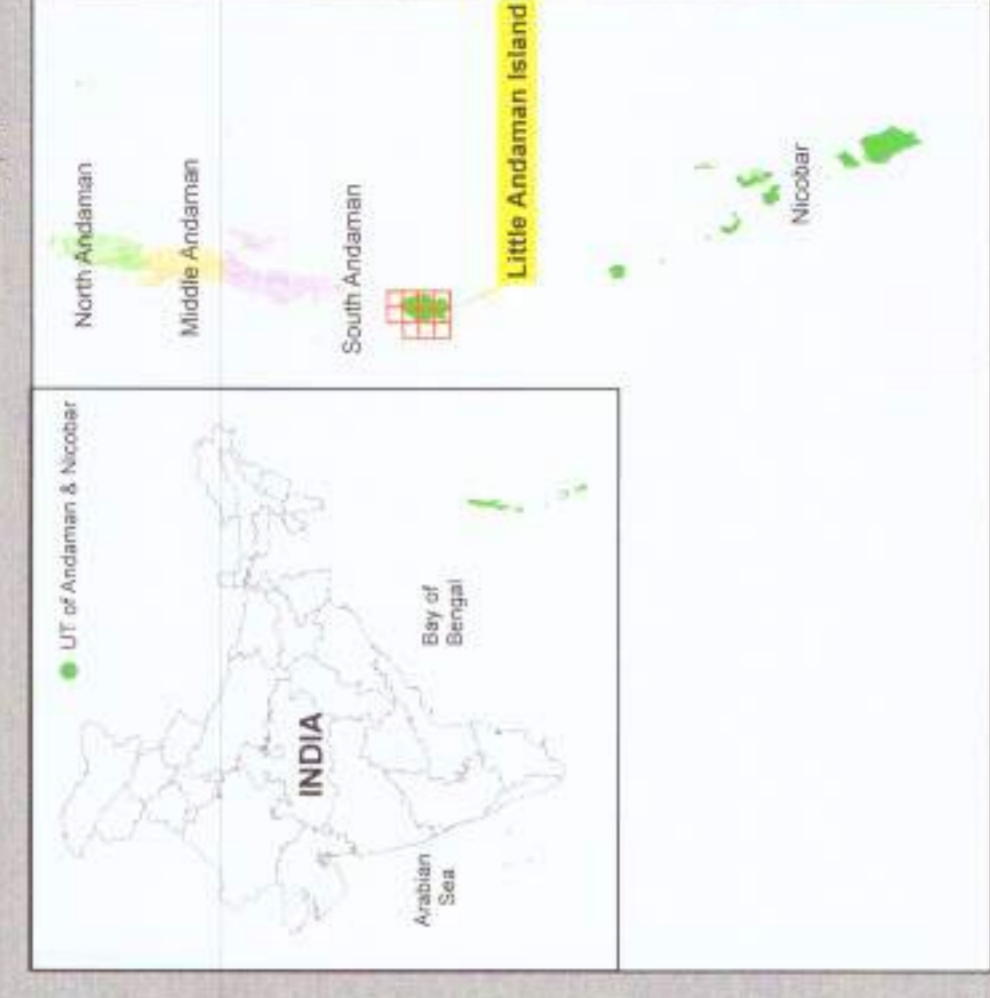 UT of Andaman & Nicobar
INDIA
Arabian
Sea
Bay of
Bengal
North Andaman
Middle Andaman
South Andaman
Little Andaman Island
Nicobar